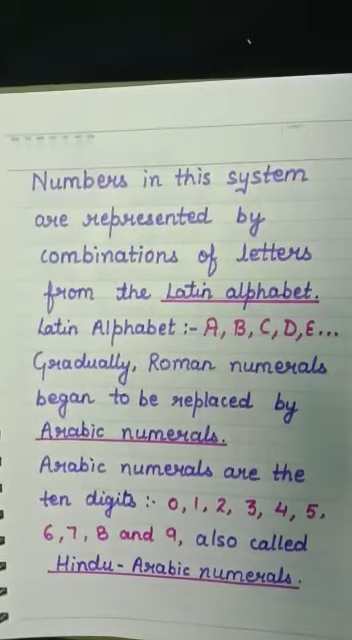 Numbers in this system
are represented by
combinations of letters
from the Latin alphabet.
Latin Alphabet :- A, B, C, D, E...
Gradually, Roman numerals
began to be replaced by
Arabic numerals.
Arabic numerals are the
ten digits :- 0, 1, 2, 3, 4, 5,
6, 7, 8 and 9, also called
Hindu - Arabic numerals.